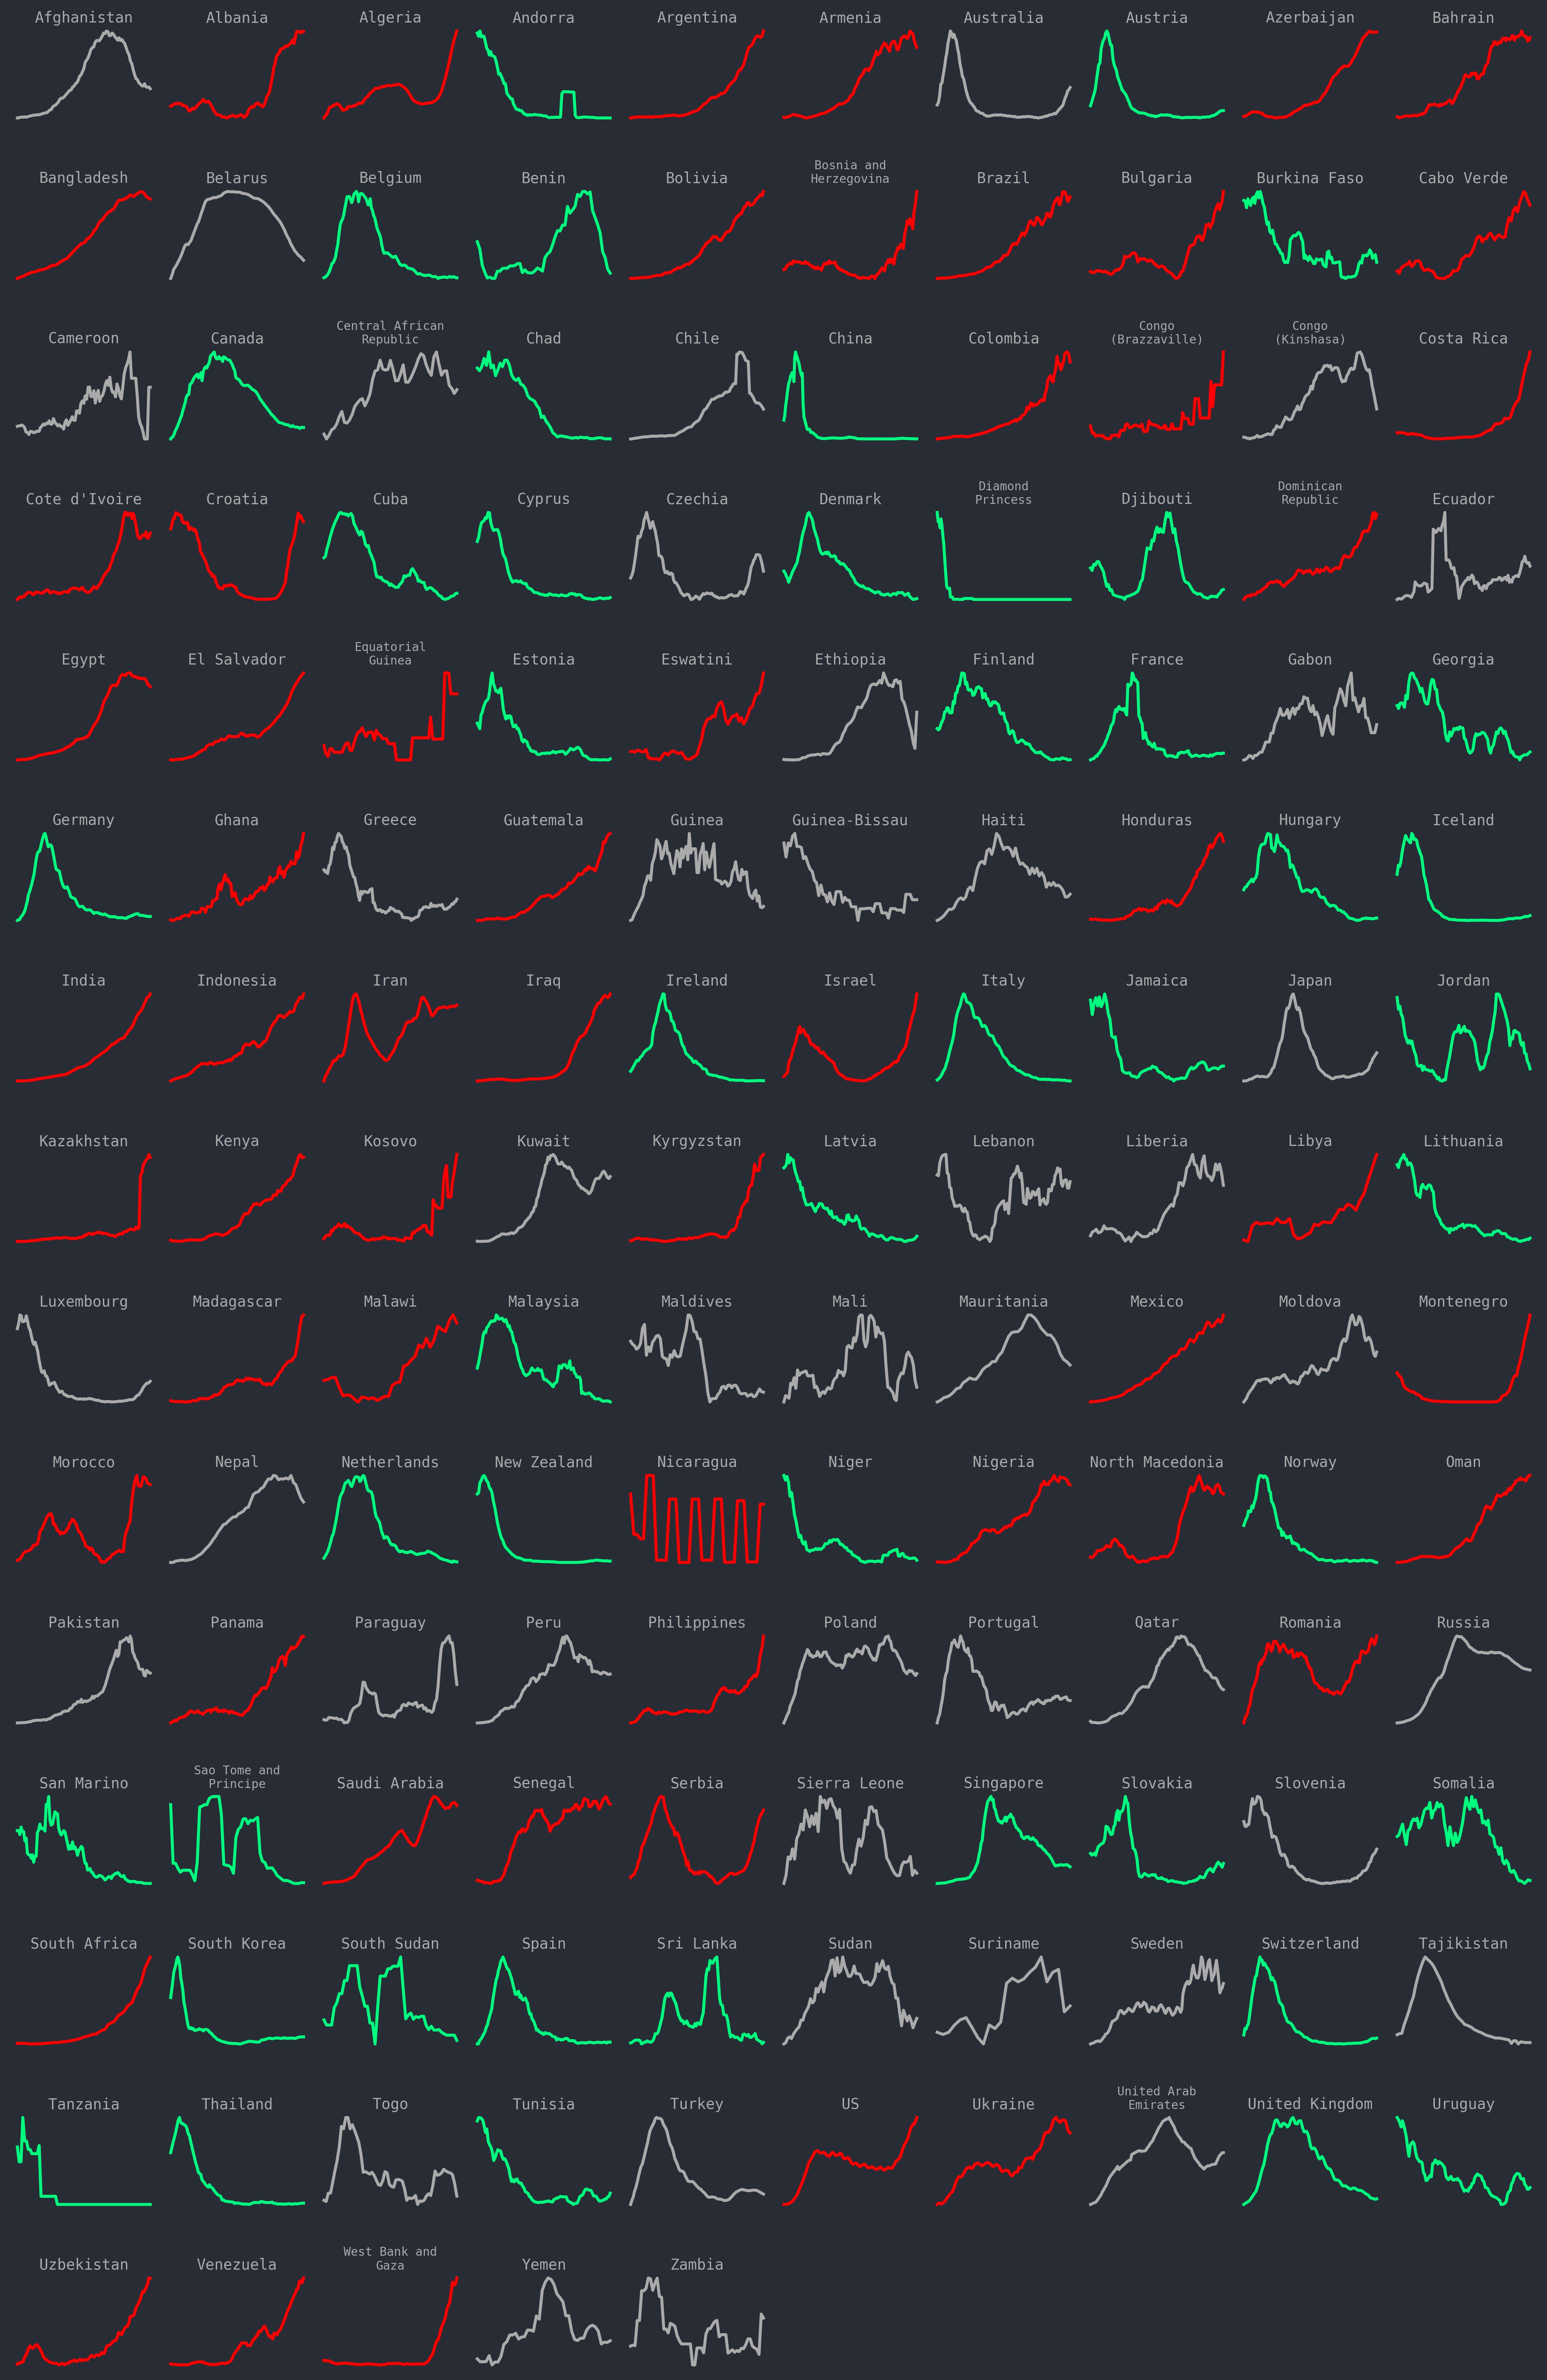 Afghanistan
Albania
Algeria
Andorra
Argentina
Armenia
Australia
Austria
Azerbaijan
Bahrain
Bangladesh
Belarus
Belgium
Benin
Bolivia
Bosnia and
Herzegovina
Brazil
Bulgaria
Burkina Faso
Cabo Verde
Cameroon
Canada
Central African
Republic
Chad
Chile
China
Colombia
Congo
(Brazzaville)
Congo
(Kinshasa)
Costa Rica
Cote d'Ivoire
Croatia
Cuba
Cyprus
Czechia
Denmark
Diamond
Princess
Djibouti
Dominican
Republic
Ecuador
Egypt
El Salvador
Equatorial
Guinea
Estonia
Eswatini
Ethiopia
Finland
France
Gabon
Georgia
Germany
Ghana
Greece
Guatemala
Guinea
Guinea-Bissau
Haiti
Honduras
Hungary
Iceland
India
Indonesia
Iran
Iraq
Ireland
Israel
Italy
Jamaica
Japan
Jordan
Kazakhstan
Kenya
Kosovo
Kuwait
Kyrgyzstan
Latvia
Lebanon
Liberia
Libya
Lithuania
Luxembourg
Madagascar
Malawi
Malaysia
Maldives
Mali
Mauritania
Mexico
Moldova
Montenegro
Morocco
Nepal
Netherlands
New Zealand
Nicaragua
Niger
Nigeria
North Macedonia
Norway
Oman
Pakistan
Panama
Paraguay
Peru
Philippines
Poland
Portugal
Qatar
Romania
Russia
San Marino
Sao Tome and
Principe
Saudi Arabia
Senegal
Serbia
Sierra Leone
Singapore
Slovakia
Slovenia
Somalia
South Africa
South Korea
South Sudan
Spain
Sri Lanka
Sudan
Suriname
Sweden
Switzerland
Tajikistan
Tanzania
Thailand
Togo
Tunisia
Turkey
US
Ukraine
United Arab
Emirates
United Kingdom
Uruguay
Uzbekistan
Venezuela
West Bank and
Gaza
Yemen
Zambia